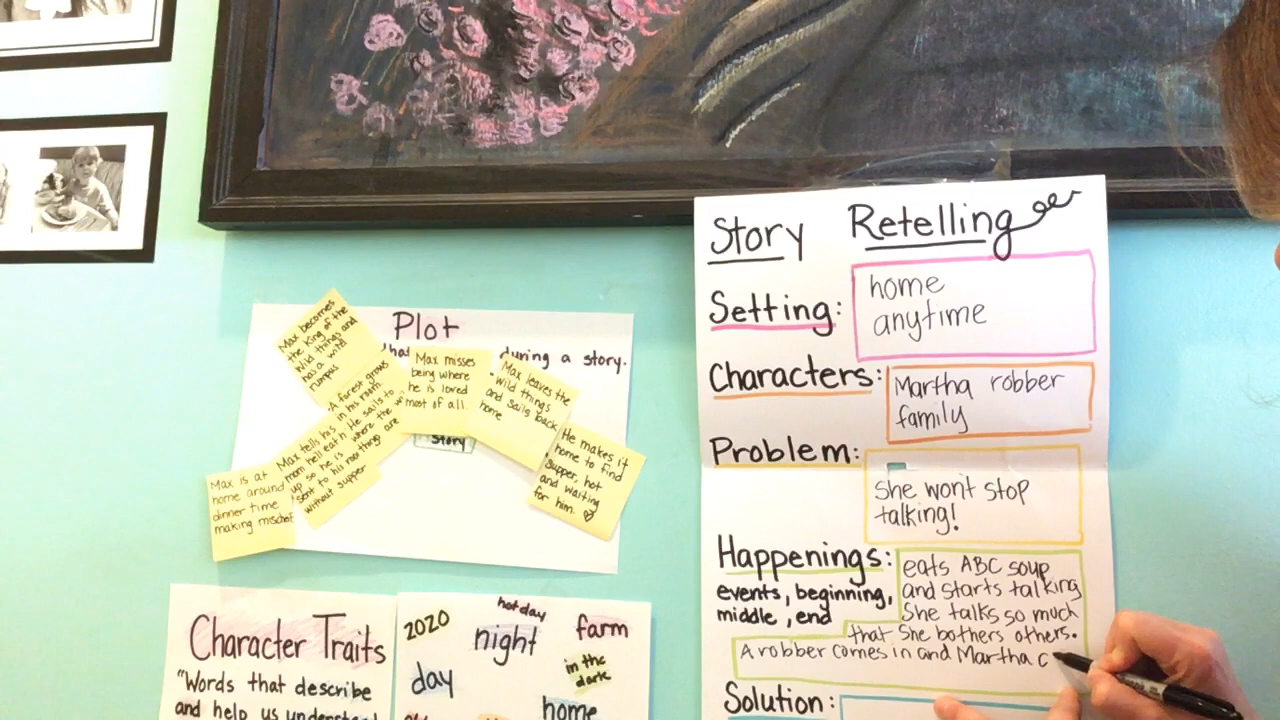 Story Retelling
Setting:
home
anytime
Characters:
Martha robber
family
Problem:
She wont stop
talking!
Happenings:
events, beginning,
middle, end
eats ABC soup
and starts talking
She talks so much
that She bothers others.
A robber comes in and Martha c
Solution:
Plot
during a story.
Story
Max is at
home around
dinner time
making mischief
Max tells his
mom he'll eat
up so he is
sent to his
without supper
A forest grows
in his room.
He sails to
where the
things are
Max becomes
the king of the
wild things and
has a wild
rumpus
Max misses
being where
he is loved
most of all.
Max leaves the
wild things
and sails back
home
He makes it
home to find
supper, hot
and waiting
for him.
Character Traits
"Words that describe
and help us understand
2020
hot day
night
farm
day
in the
dark
home